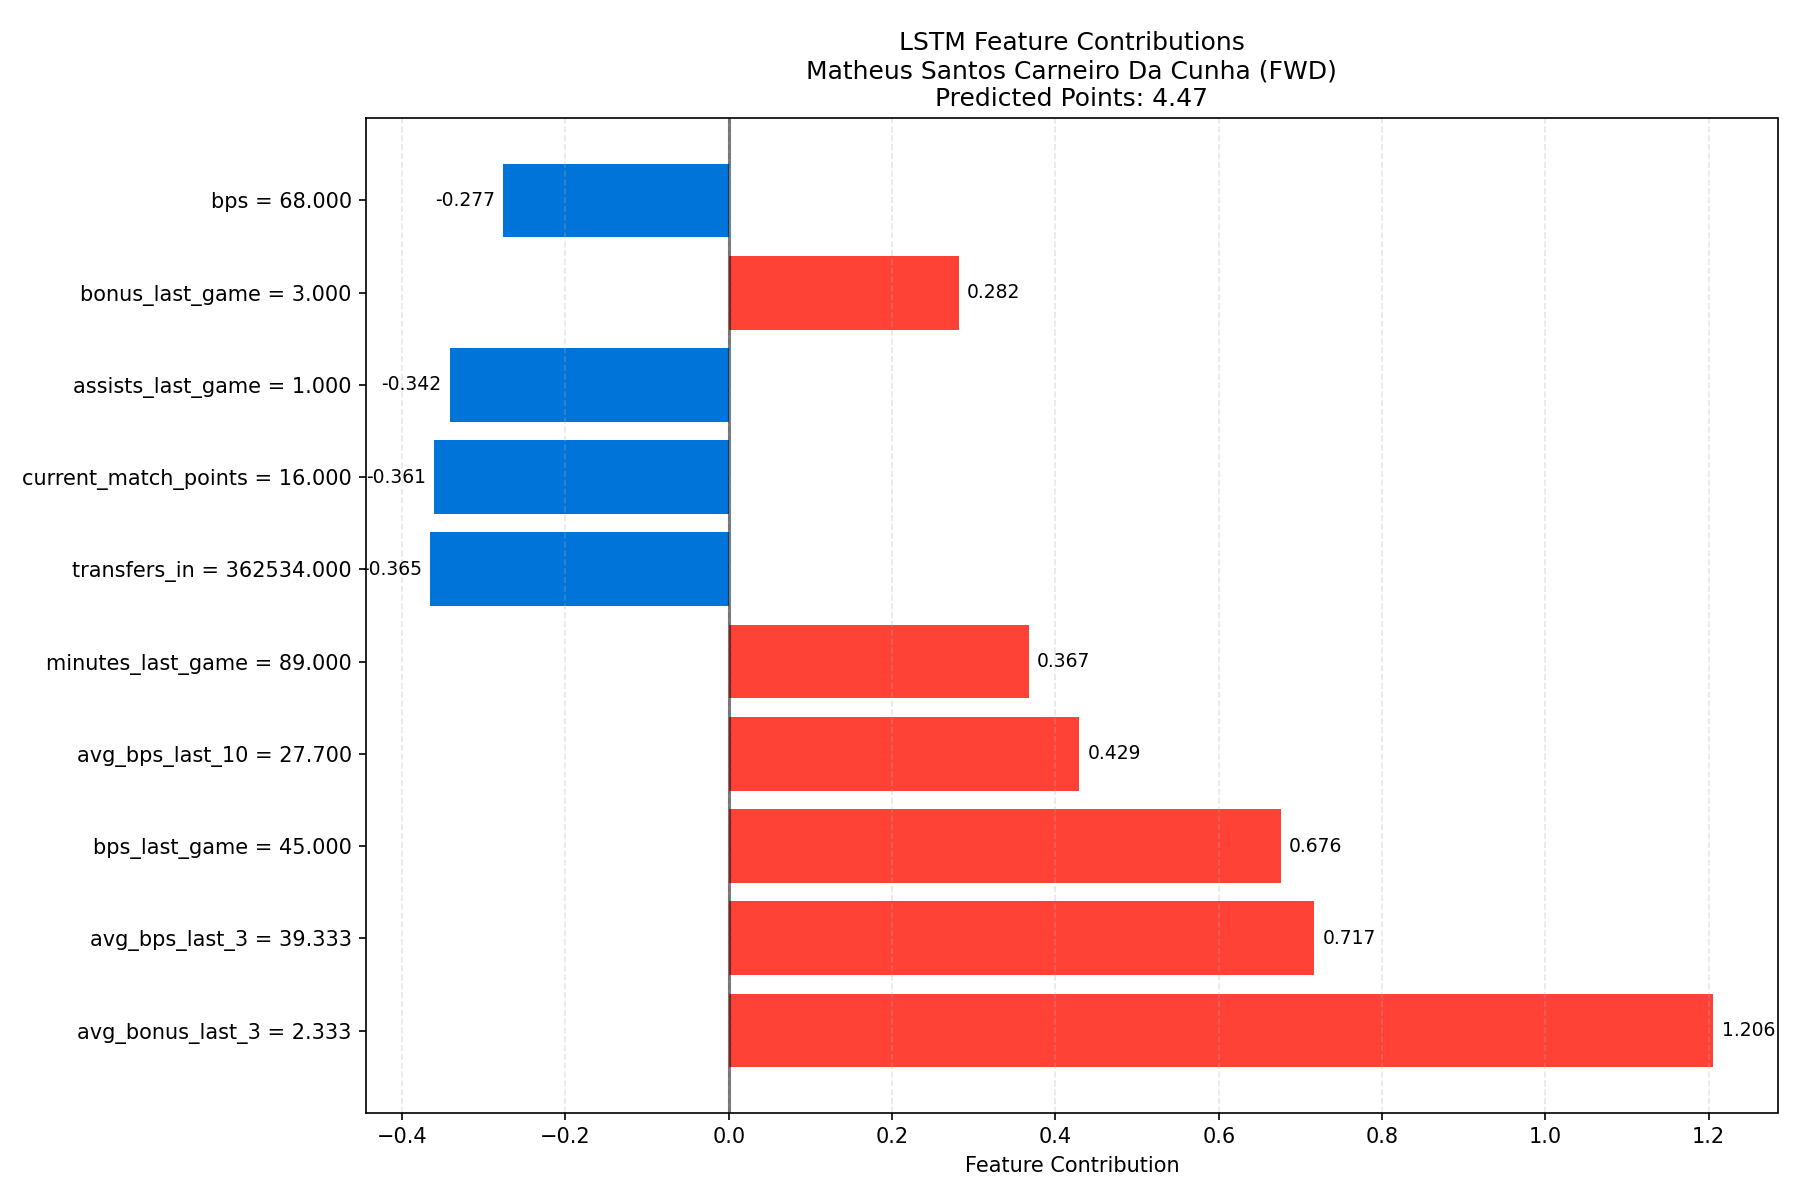 LSTM Feature Contributions
Matheus Santos Carneiro Da Cunha (FWD)
Predicted Points: 4.47
bps = 68.000 -0.277
bonus_last_game = 3.000 0.282
assists_last_game = 1.000 -0.342
current_match_points = 16.000 -0.361
transfers_in = 362534.000 -0.365
minutes_last_game = 89.000 0.367
avg_bps_last_10 = 27.700 0.429
bps_last_game = 45.000 0.676
avg_bps_last_3 = 39.333 0.717
avg_bonus_last_3 = 2.333 1.206
−0.4 −0.2 0.0 0.2 0.4 0.6 0.8 1.0 1.2
Feature Contribution